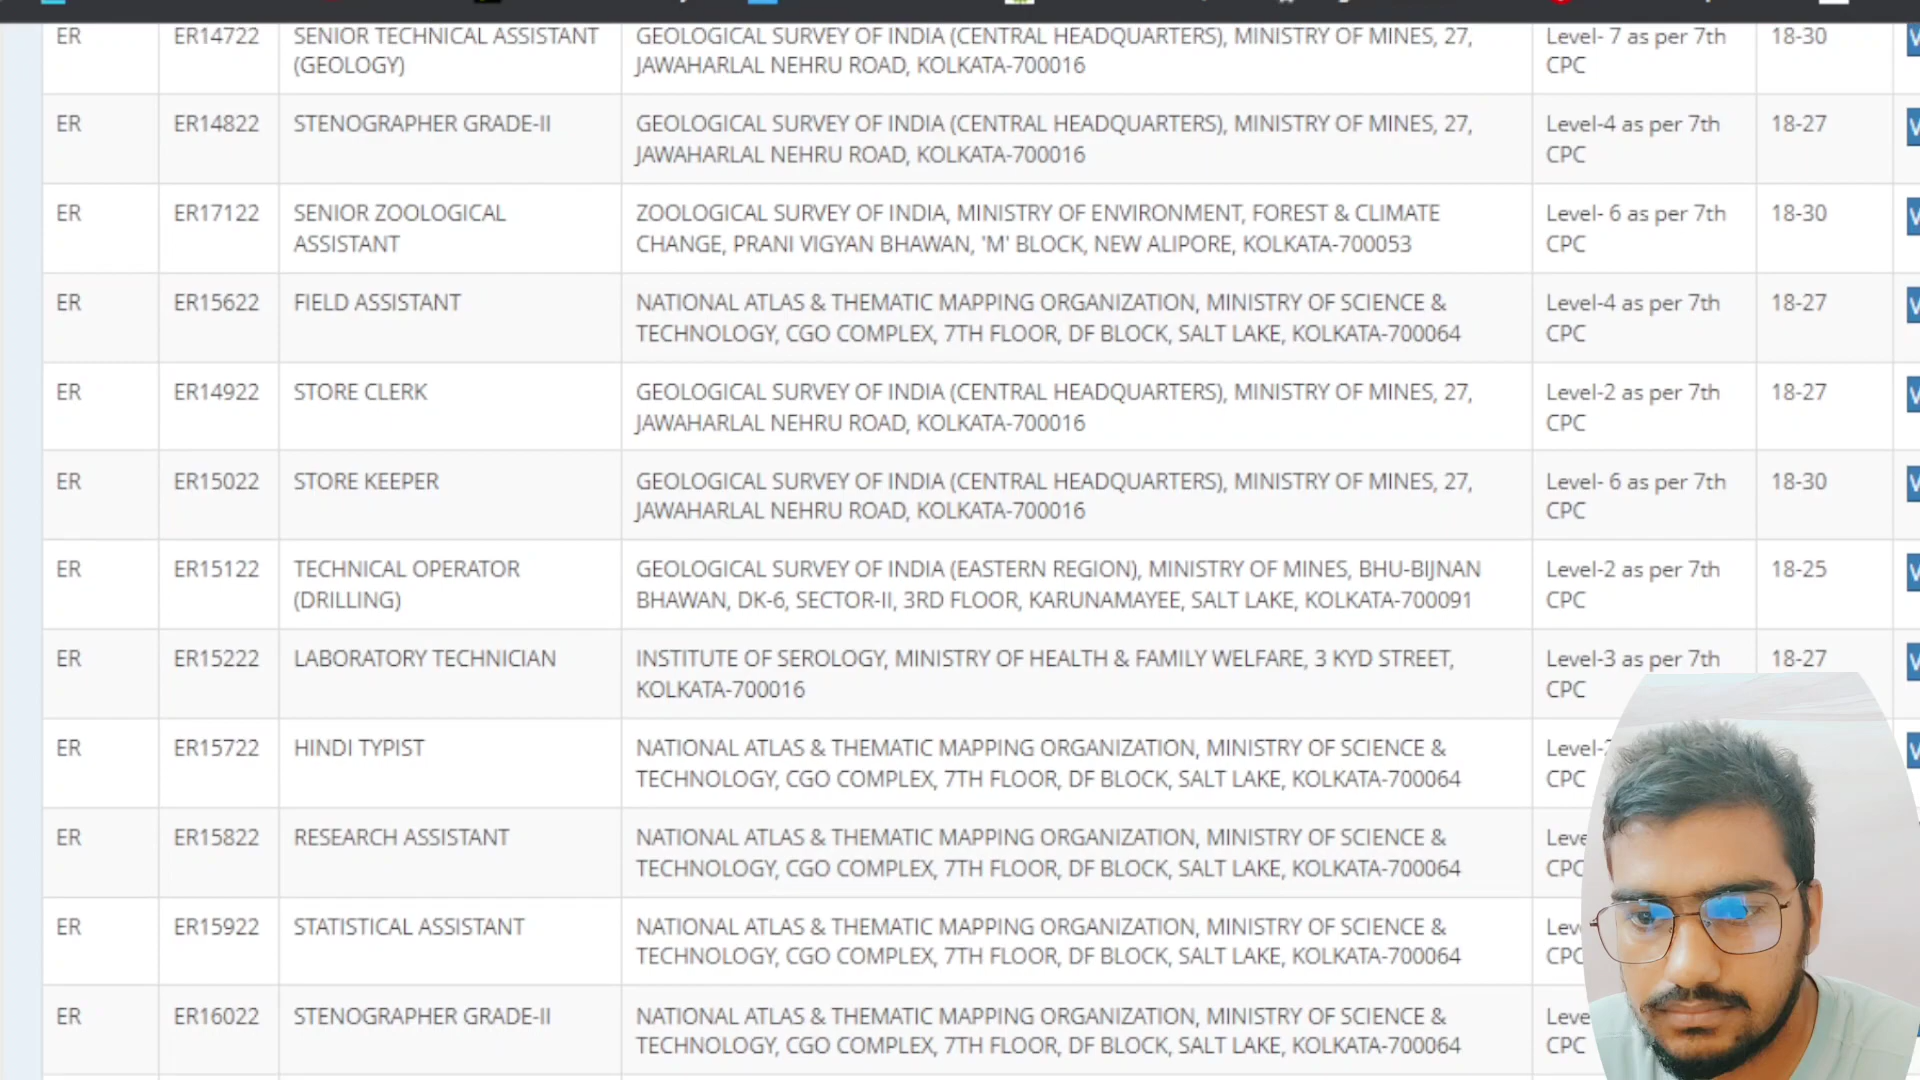 ER ER14722 SENIOR TECHNICAL ASSISTANT GEOLOGICAL SURVEY OF INDIA (CENTRAL HEADQUARTERS), MINISTRY OF MINES, 27, Level- 7 as per 7th 18-30
(GEOLOGY) JAWAHARLAL NEHRU ROAD, KOLKATA-700016 CPC
ER ER14822 STENOGRAPHER GRADE-II GEOLOGICAL SURVEY OF INDIA (CENTRAL HEADQUARTERS), MINISTRY OF MINES, 27, Level-4 as per 7th 18-27
JAWAHARLAL NEHRU ROAD, KOLKATA-700016 CPC
ER ER17122 SENIOR ZOOLOGICAL ZOOLOGICAL SURVEY OF INDIA, MINISTRY OF ENVIRONMENT, FOREST & CLIMATE Level- 6 as per 7th 18-30
ASSISTANT CHANGE, PRANI VIGYAN BHAWAN, 'M' BLOCK, NEW ALIPORE, KOLKATA-700053 CPC
ER ER15622 FIELD ASSISTANT NATIONAL ATLAS & THEMATIC MAPPING ORGANIZATION, MINISTRY OF SCIENCE & Level-4 as per 7th 18-27
TECHNOLOGY, CGO COMPLEX, 7TH FLOOR, DF BLOCK, SALT LAKE, KOLKATA-700064 CPC
ER ER14922 STORE CLERK GEOLOGICAL SURVEY OF INDIA (CENTRAL HEADQUARTERS), MINISTRY OF MINES, 27, Level-2 as per 7th 18-27
JAWAHARLAL NEHRU ROAD, KOLKATA-700016 CPC
ER ER15022 STORE KEEPER GEOLOGICAL SURVEY OF INDIA (CENTRAL HEADQUARTERS), MINISTRY OF MINES, 27, Level- 6 as per 7th 18-30
JAWAHARLAL NEHRU ROAD, KOLKATA-700016 CPC
ER ER15122 TECHNICAL OPERATOR GEOLOGICAL SURVEY OF INDIA (EASTERN REGION), MINISTRY OF MINES, BHU-BIJNAN Level-2 as per 7th 18-25
(DRILLING) BHAWAN, DK-6, SECTOR-II, 3RD FLOOR, KARUNAMAYEE, SALT LAKE, KOLKATA-700091 CPC
ER ER15222 LABORATORY TECHNICIAN INSTITUTE OF SEROLOGY, MINISTRY OF HEALTH & FAMILY WELFARE, 3 KYD STREET, Level-3 as per 7th 18-27
KOLKATA-700016 CPC
ER ER15722 HINDI TYPIST NATIONAL ATLAS & THEMATIC MAPPING ORGANIZATION, MINISTRY OF SCIENCE &
TECHNOLOGY, CGO COMPLEX, 7TH FLOOR, DF BLOCK, SALT LAKE, KOLKATA-700064 CPC
ER ER15822 RESEARCH ASSISTANT NATIONAL ATLAS & THEMATIC MAPPING ORGANIZATION, MINISTRY OF SCIENCE &
TECHNOLOGY, CGO COMPLEX, 7TH FLOOR, DF BLOCK, SALT LAKE, KOLKATA-700064
ER ER15922 STATISTICAL ASSISTANT NATIONAL ATLAS & THEMATIC MAPPING ORGANIZATION, MINISTRY OF SCIENCE &
TECHNOLOGY, CGO COMPLEX, 7TH FLOOR, DF BLOCK, SALT LAKE, KOLKATA-700064
ER ER16022 STENOGRAPHER GRADE-II NATIONAL ATLAS & THEMATIC MAPPING ORGANIZATION, MINISTRY OF SCIENCE &
TECHNOLOGY, CGO COMPLEX, 7TH FLOOR, DF BLOCK, SALT LAKE, KOLKATA-700064 CPC